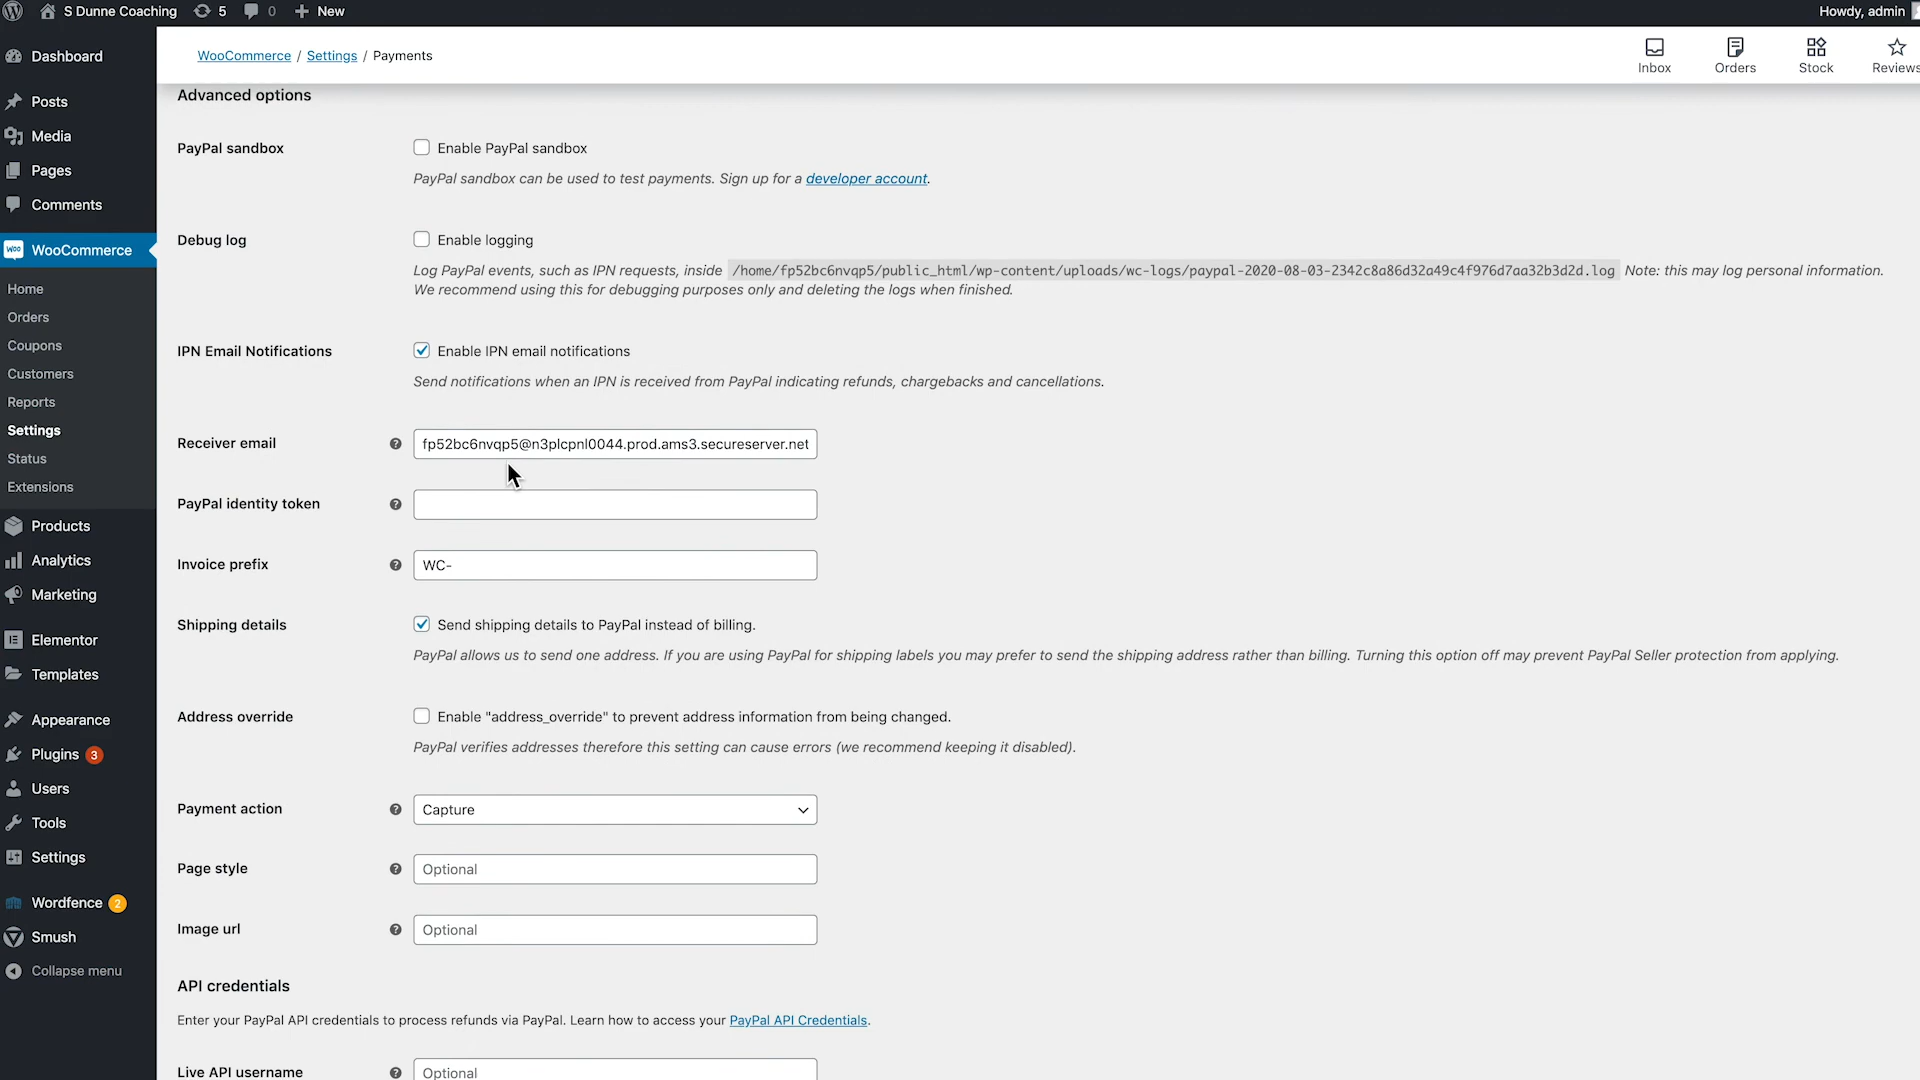 S Dunne Coaching 5 0 New Howdy, admin
WooCommerce / Settings / Payments
Inbox Orders Stock Reviews
Dashboard
Posts
Media
Pages
Comments
WooCommerce
Home
Orders
Coupons
Customers
Reports
Settings
Status
Extensions
Products
Analytics
Marketing
Elementor
Templates
Appearance
Plugins 3
Users
Tools
Settings
Wordfence 2
Smush
Collapse menu
Advanced options
PayPal sandbox Enable PayPal sandbox
PayPal sandbox can be used to test payments. Sign up for a developer account.
Debug log Enable logging
Log PayPal events, such as IPN requests, inside /home/fp52bc6nvqp5/public_html/wp-content/uploads/wc-logs/paypal-2020-08-03-2342c8a86d32a49c4f976d7aa32b3d2d.log Note: this may log personal information.
We recommend using this for debugging purposes only and deleting the logs when finished.
IPN Email Notifications Enable IPN email notifications
Send notifications when an IPN is received from PayPal indicating refunds, chargebacks and cancellations.
Receiver email fp52bc6nvqp5@n3plcpnl0044.prod.ams3.secureserver.net
PayPal identity token
Invoice prefix WC-
Shipping details Send shipping details to PayPal instead of billing.
PayPal allows us to send one address. If you are using PayPal for shipping labels you may prefer to send the shipping address rather than billing. Turning this option off may prevent PayPal Seller protection from applying.
Address override Enable "address_override" to prevent address information from being changed.
PayPal verifies addresses therefore this setting can cause errors (we recommend keeping it disabled).
Payment action Capture
Page style Optional
Image url Optional
API credentials
Enter your PayPal API credentials to process refunds via PayPal. Learn how to access your PayPal API Credentials.
Live API username Optional